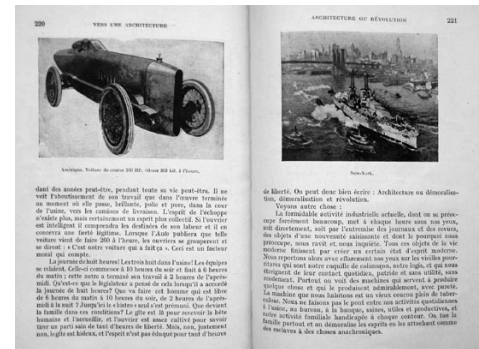 220 VERS UNE ARCHITECTURE
Amérique. Voiture de course 250 HP, 263 à l'heure.
dant des années peut-être, pendant toute sa vie peut-être. Il ne
voit l'aboutissement de son travail que dans l'œuvre terminée
au moment où elle passe, brillante, polie et pure, dans la cour
de l'usine, vers les camions de livraison. L'esprit de l'échoppe
n'existe plus, mais certainement un esprit plus collectif. Si l'ouvrier
est intelligent il comprendra les destinées de son labeur et il en
concevra une fierté légitime. Lorsque l'Auto publiera que telle
voiture vient de faire 260 à l'heure, les ouvriers se grouperont et
se diront : « C'est notre voiture qui a fait ça ». Ceci est un facteur
moral qui compte.
La journée de huit heures! Les trois huit dans l'usine! Les équipes
se relaient. Celle-ci commence à 10 heures du soir et finit à 6 heures
du matin; cette autre a terminé son travail à 2 heures de l'après-
midi. Qu'est-ce que le législateur a pensé de cela lorsqu'il a accordé
la journée de huit heures? Que va faire cet homme qui est libre
de 6 heures du matin à 10 heures du soir, de 2 heures de l'après-
midi à la nuit? Jusqu'ici le « bistro » seul s'est prémuni. Que devient
la famille dans ces conditions? Le gîte est là pour recevoir la bête
humaine et l'accueillir, et l'ouvrier est assez cultivé pour savoir
tirer un parti sain de tant d'heures de liberté. Mais, non, justement
non, le gîte est hideux, et l'esprit n'est pas éduqué pour tant d'heures
ARCHITECTURE OU RÉVOLUTION 221
New-York.
de liberté. On peut donc bien écrire : Architecture ou démoralisa-
tion, démoralisation et révolution.
Voyons autre chose :
La formidable activité industrielle actuelle, dont on se préoc-
cupe forcément beaucoup, met à chaque heure sous nos yeux,
soit directement, soit par l'entremise des journaux et des revues,
des objets d'une nouveauté saisissante et dont le pourquoi nous
préoccupe, nous ravit et nous inquiète. Tous ces objets de la vie
moderne finissent par créer un certain état d'esprit moderne.
Nous reportons alors avec effarement nos yeux sur les vieilles pour-
ritures qui sont notre coquille de colimaçon, notre logis, et qui nous
étreignent de leur contact quotidien, putride et sans utilité, sans
rendement. Partout on voit des machines qui servent à produire
quelque chose et qui le produisent admirablement, avec pureté.
La machine que nous habitons est un vieux coucou plein de tuber-
culose. Nous ne faisons pas le pont entre nos activités quotidiennes
à l'usine, au bureau, à la banque, saines, utiles et productives, et
notre activité familiale handicapée à chaque contour. On tue la
famille partout et on démoralise les esprits en les attachant comme
des esclaves à des choses anachroniques.